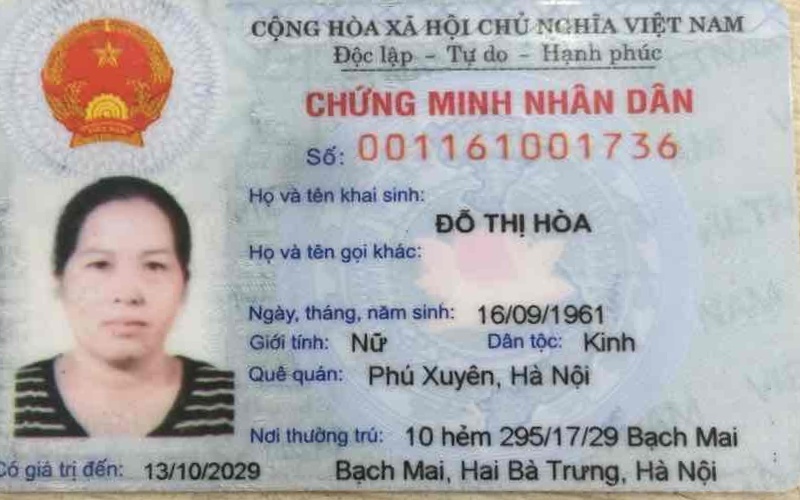 CỘNG HÒA XÃ HỘI CHỦ NGHĨA VIỆT NAM
Độc lập - Tự do - Hạnh phúc
CHỨNG MINH NHÂN DÂN
Số: 001161001736
Họ và tên khai sinh:
ĐỖ THỊ HÒA
Họ và tên gọi khác:
Ngày, tháng, năm sinh: 16/09/1961
Giới tính: Nữ Dân tộc: Kinh
Quê quán: Phú Xuyên, Hà Nội
Nơi thường trú: 10 hẻm 295/17/29 Bạch Mai
Bạch Mai, Hai Bà Trưng, Hà Nội
Có giá trị đến: 13/10/2029